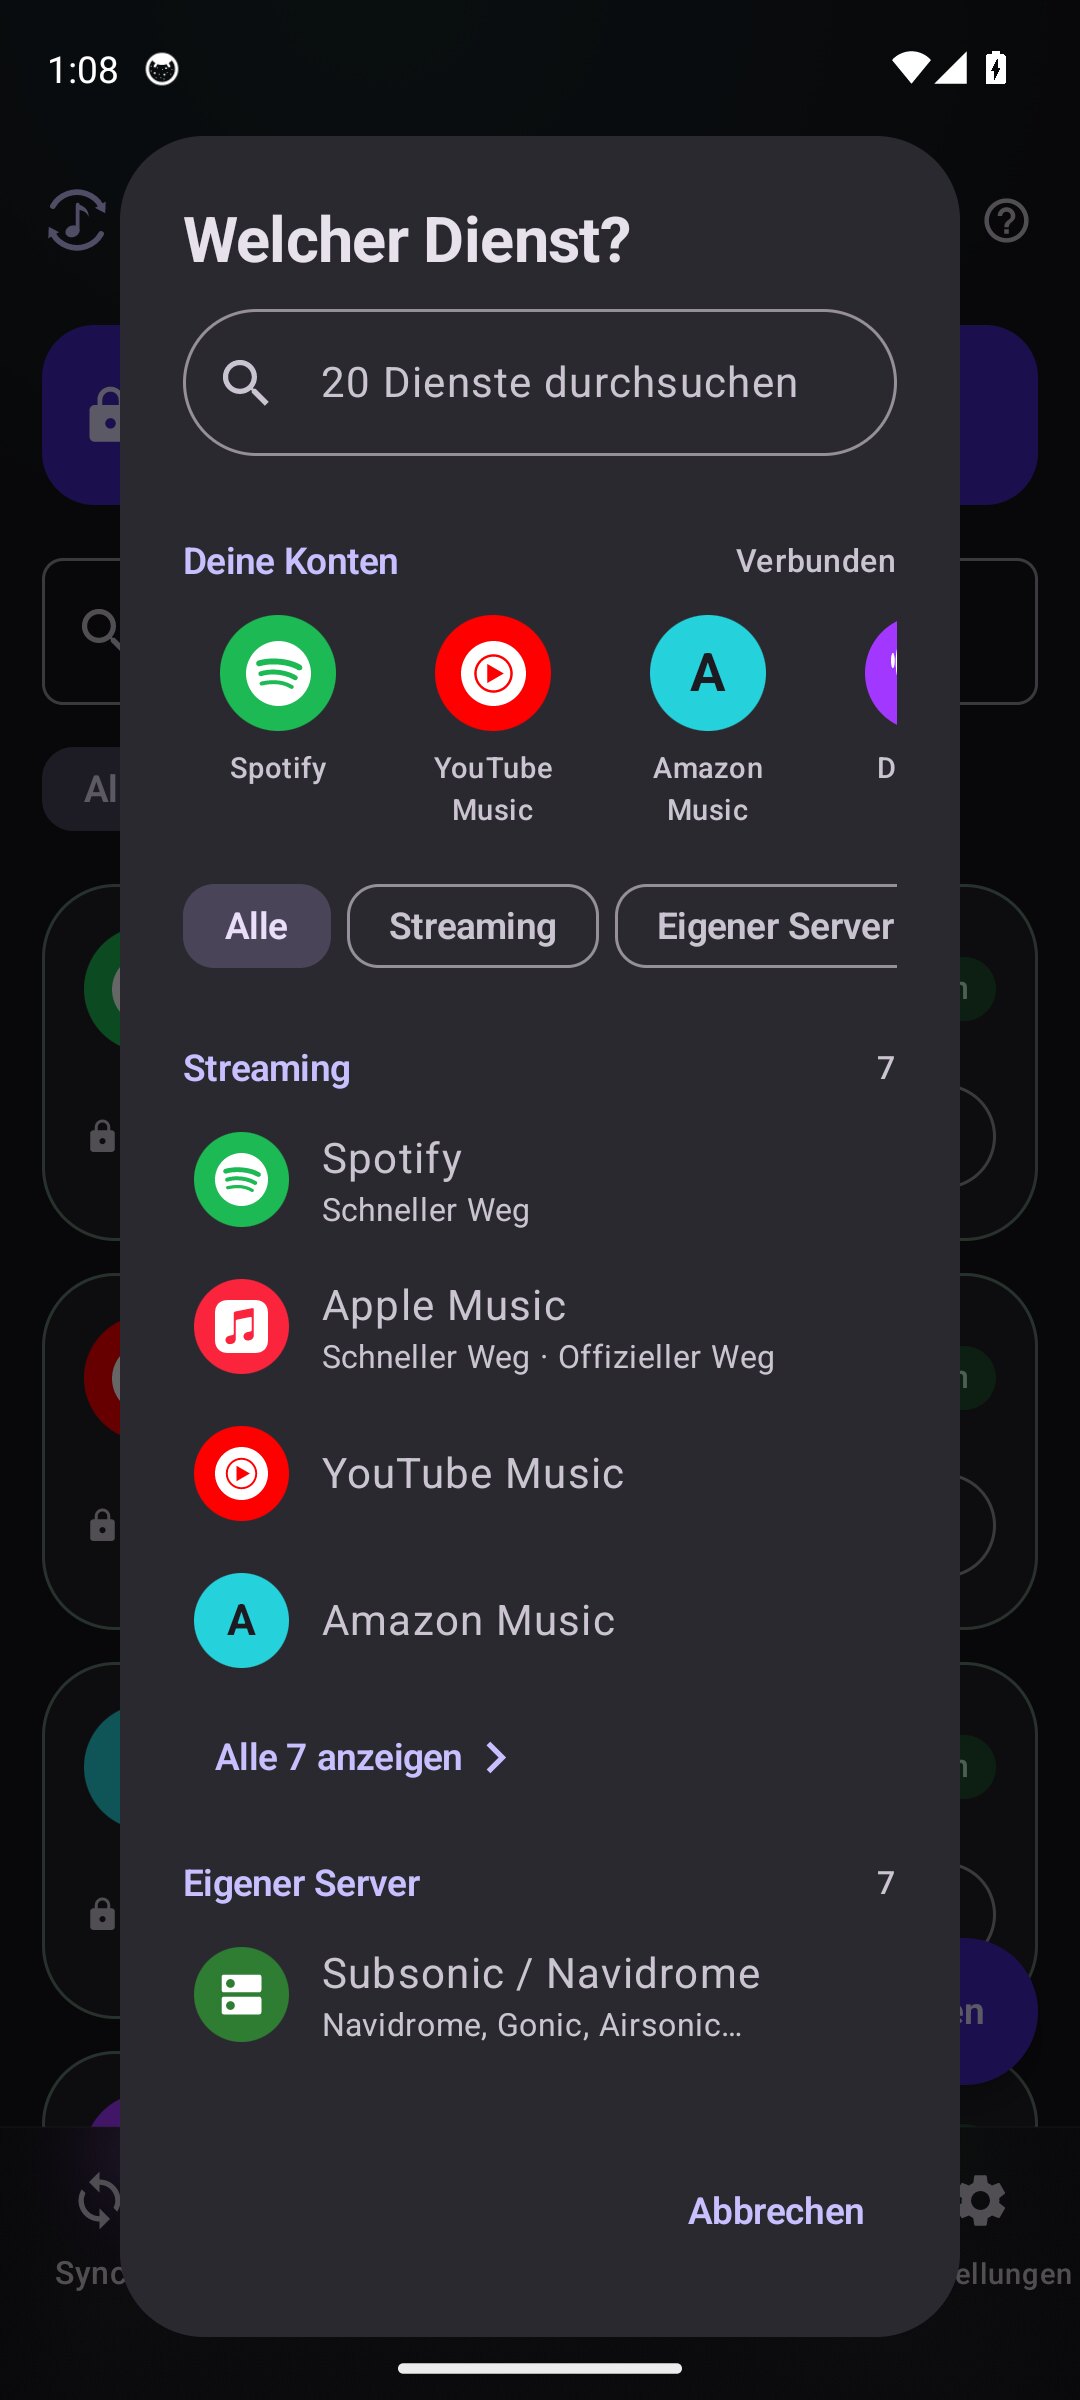 1:08
Welcher Dienst?
20 Dienste durchsuchen
Deine Konten
Verbunden
Spotify
YouTube
Music
A
Amazon
Music
D
Alle
Streaming
Eigener Server
Streaming
7
Spotify
Schneller Weg
Apple Music
Schneller Weg · Offizieller Weg
YouTube Music
A
Amazon Music
Alle 7 anzeigen
Eigener Server
7
Subsonic / Navidrome
Navidrome, Gonic, Airsonic…
Abbrechen
Sync
ellungen